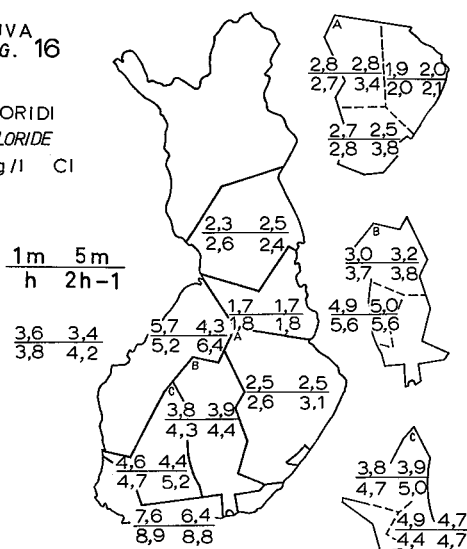 UVA
G. 16
ORIDI
LORIDE
g/l Cl
1m 5m
h 2h-1
3,6 3,4
3,8 4,2
2,3 2,5
2,6 2,4
1,7 1,7
1,8 1,8
5,7 4,3
5,2 6,4
A
B
C
2,5 2,5
2,6 3,1
3,8 3,9
4,3 4,4
4,6 4,4
4,7 5,2
7,6 6,4
8,9 8,8
A
2,8 2,8 1,9 2,0
2,7 3,4 2,0 2,1
2,7 2,5
2,8 3,8
B
3,0 3,2
3,7 3,8
4,9 5,0
5,6 5,6
C
3,8 3,9
4,7 5,0
4,9 4,7
4,4 4,7